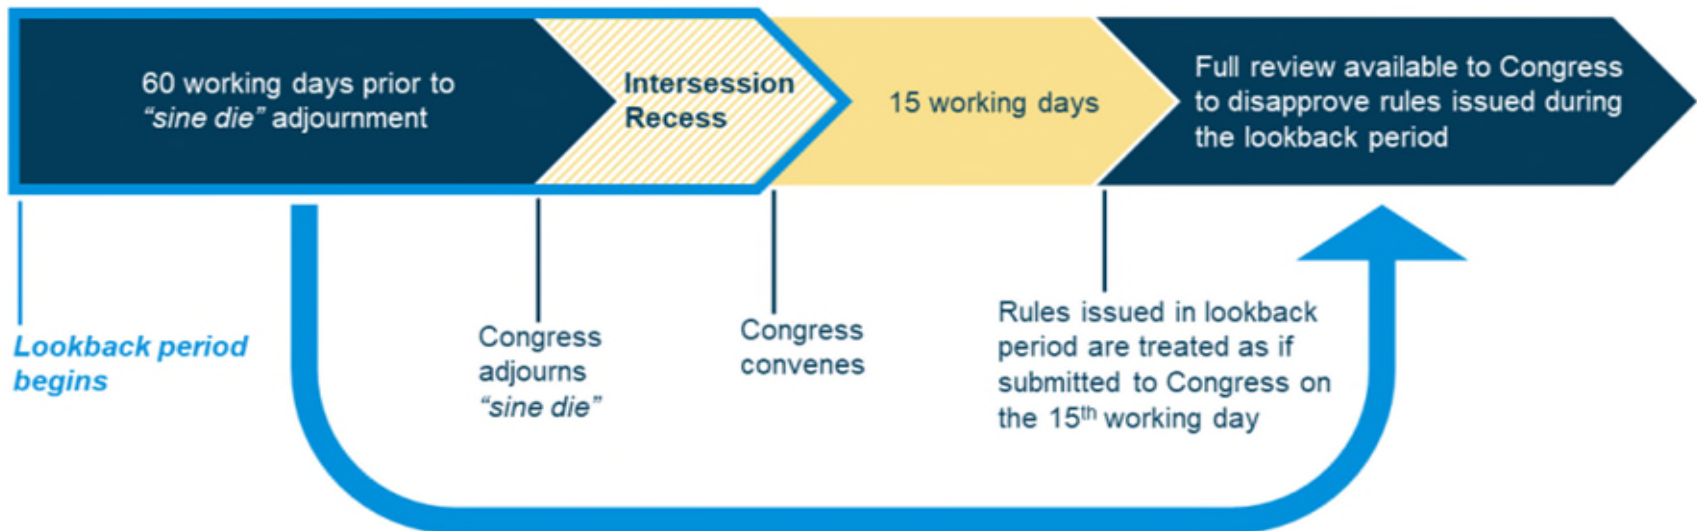 60 working days prior to
“sine die” adjournment
Intersession
Recess
15 working days
Full review available to Congress
to disapprove rules issued during
the lookback period
Lookback period
begins
Congress
adjourns
“sine die”
Congress
convenes
Rules issued in lookback
period are treated as if
submitted to Congress on
the 15th working day